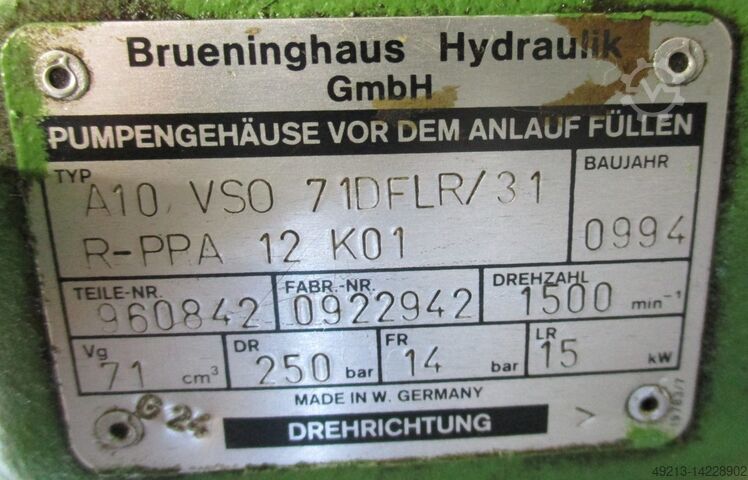 Brueninghaus Hydraulik
GmbH
PUMPENGEHÄUSE VOR DEM ANLAUF FÜLLEN
TYP
A10 VSO 71DFLR/31
R-PPA 12 K01
BAUJAHR
0994
TEILE-NR.
960842
FABR.-NR.
0922942
DREHZAHL
1500 min⁻¹
Vg
71 cm³
DR
250 bar
FR
14 bar
LR
15 kW
MADE IN W. GERMANY
G 24
DREHRICHTUNG >
49213-14228902